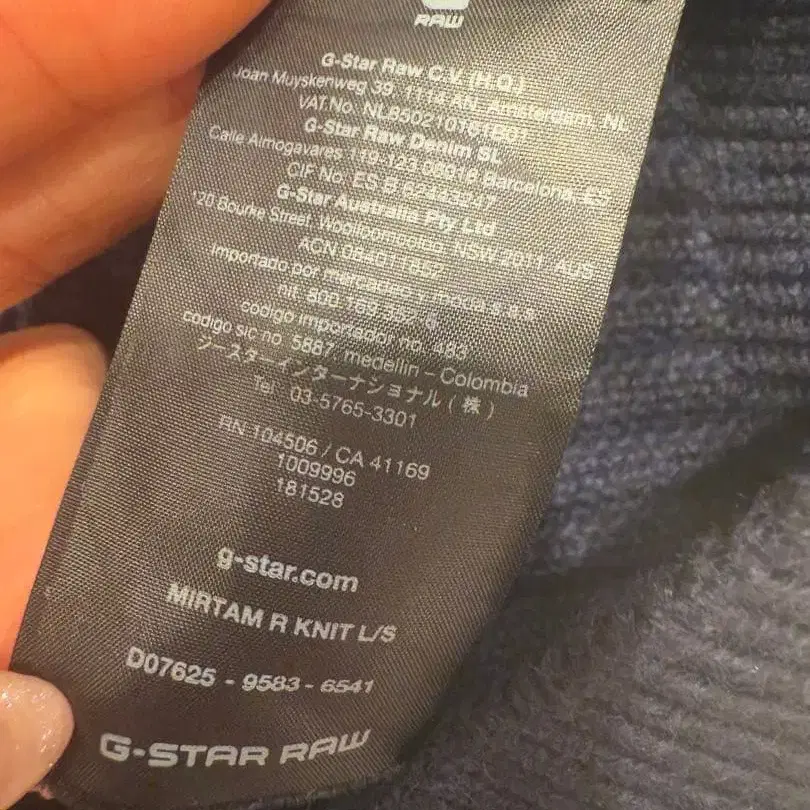 RAW
G-Star Raw C.V. (H.Q.)
Joan Muyskenweg 39, 1114 AN, Amsterdam, NL
VAT.No. NL850210161B01
G-Star Raw Denim SL
Calle Almogavares 119-123 08018 Barcelona, ES
CIF No: ES B
G-Star Australia Pty Ltd
120 Bourke Street, Woolloomooloo, NSW 2011, AUS
ACN
importado por mercadeo y moda s.a.s.
nit. 800.
codigo importador no. 483
codigo sic no. 5887, medellin - Colombia
ジースターインターナショナル(株)
Tel : 03-5765-3301
RN 104506 / CA 41169
1009996
181528
g-star.com
MIRTAM R KNIT L/S
D07625 - 9583 - 6541
G-STAR RAW